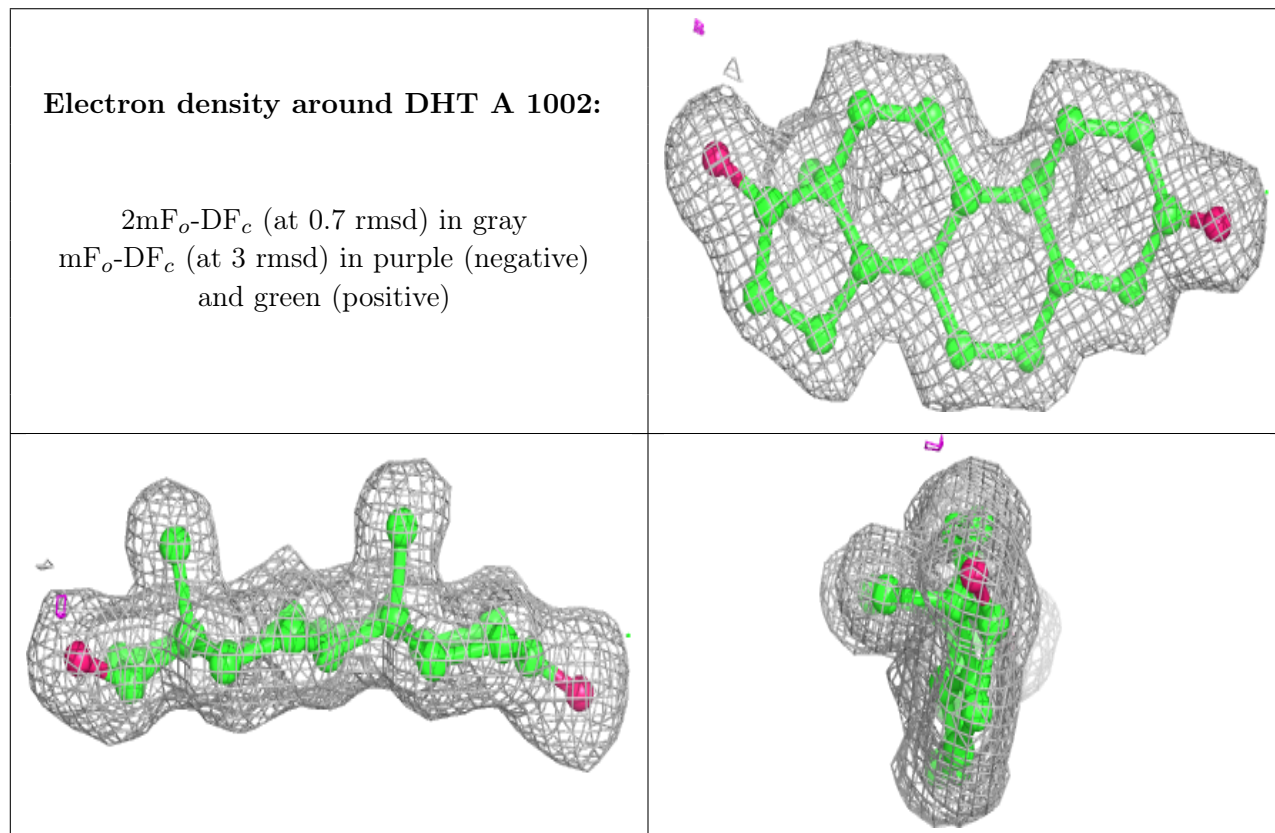 Electron density around DHT A 1002:
2mFo-DFc (at 0.7 rmsd) in gray
mFo-DFc (at 3 rmsd) in purple (negative)
and green (positive)